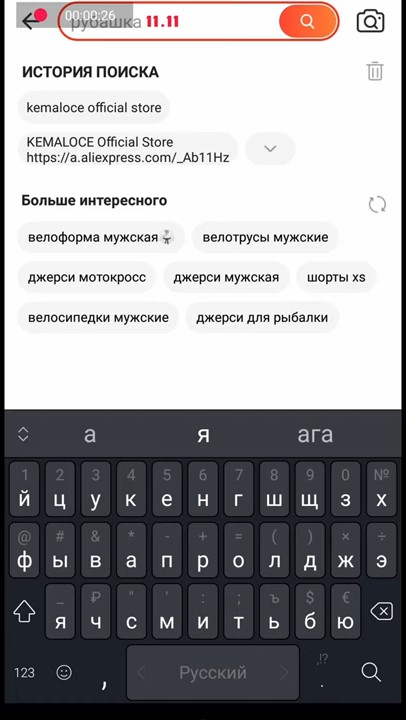 00:00:26
рубашка 11.11
ИСТОРИЯ ПОИСКА
kemaloce official store
KEMALOCE Official Store
https://a.aliexpress.com/_Ab11Hz
Больше интересного
велоформа мужская велотрусы мужские
джерси мотокросс джерси мужская шорты xs
велосипедки мужские джерси для рыбалки
а я ага
1 2 3 4 5 6 7 8 9 0 №
й ц у к е н г ш щ з х
@ # & * - + = ( ) × ÷
ф ы в а п р о л д ж э
_ ₽ " ' : ; ъ $ €
я ч с м и т ь б ю
123 , Русский ,!? .